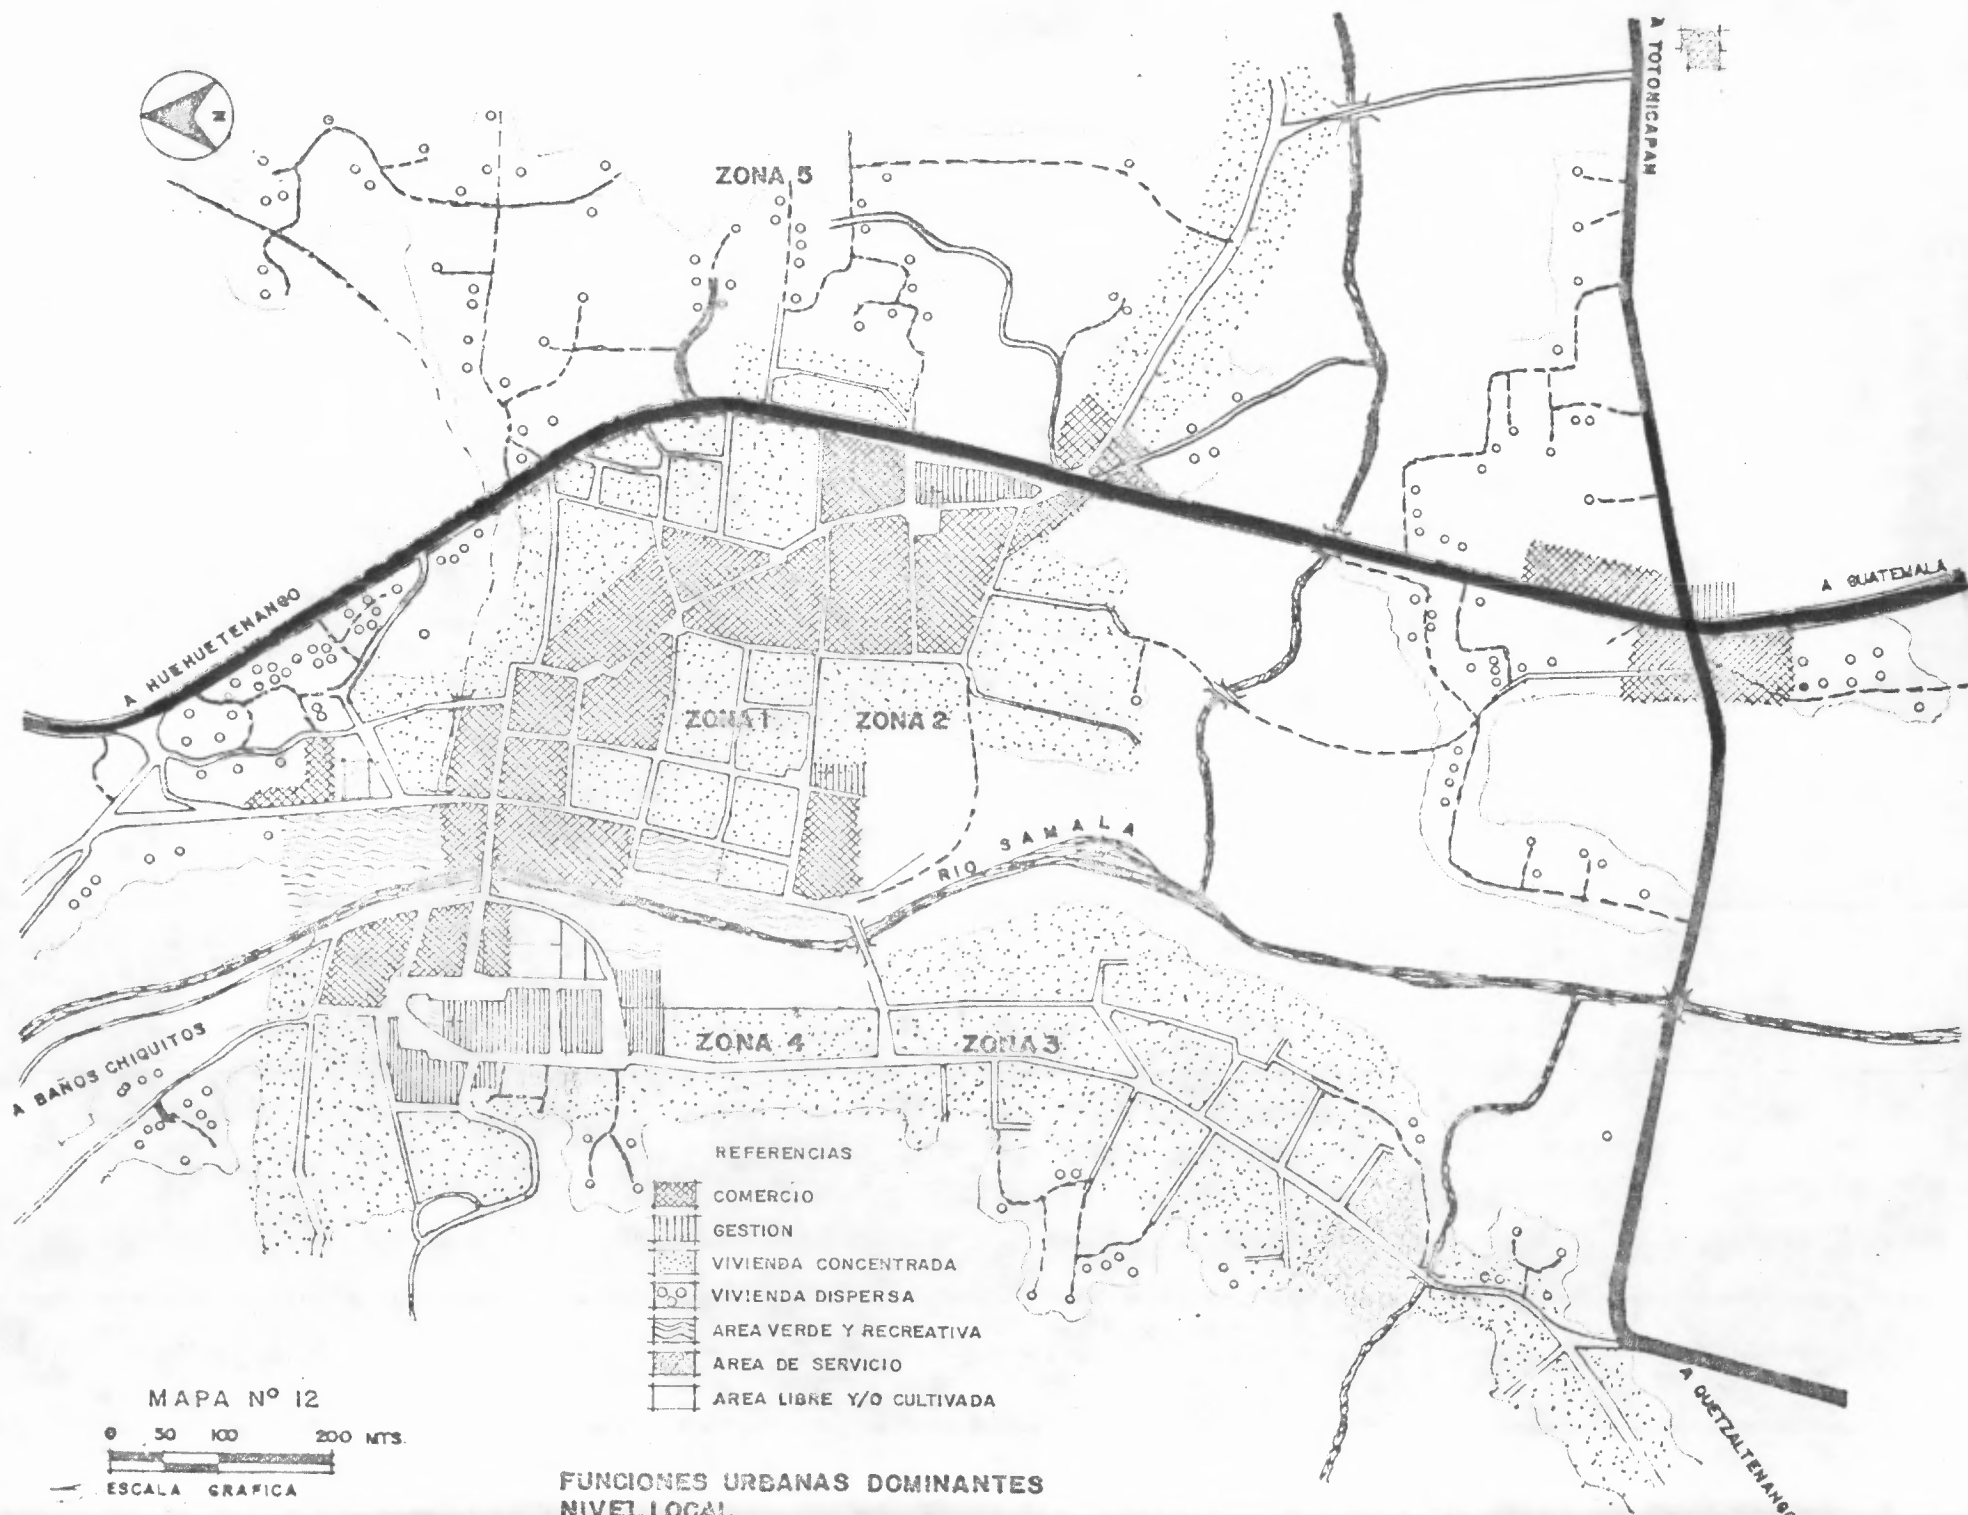 N
A TOTONICAPAN
ZONA 5
A HUEHUETENANGO
A GUATEMALA
ZONA 1
ZONA 2
RIO SAMALA
ZONA 4
ZONA 3
A BAÑOS CHIQUITOS
REFERENCIAS
COMERCIO
GESTION
VIVIENDA CONCENTRADA
VIVIENDA DISPERSA
AREA VERDE Y RECREATIVA
AREA DE SERVICIO
AREA LIBRE Y/O CULTIVADA
A QUETZALTENANGO
MAPA Nº 12
0 50 100 200 MTS.
ESCALA GRAFICA
FUNCIONES URBANAS DOMINANTES
NIVEL LOCAL